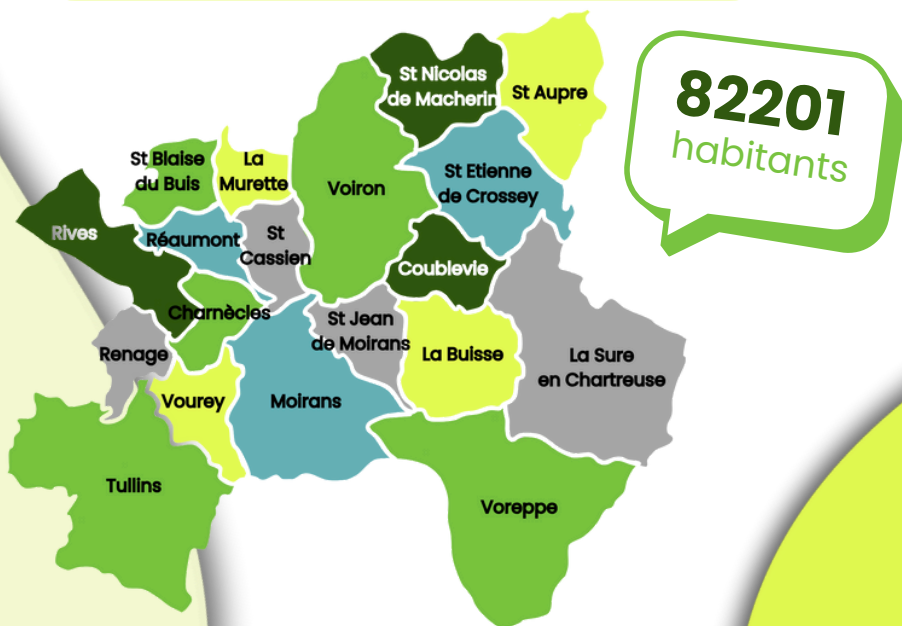 St Nicolas
de Macherin
St Aupre
82201
habitants
St Blaise
du Buis
La
Murette
Voiron
St Etienne
de Crossey
Rives
Réaumont
St
Cassien
Coublevie
Charnècles
St Jean
de Moirans
Renage
La Buisse
La Sure
en Chartreuse
Vourey
Moirans
Tullins
Voreppe